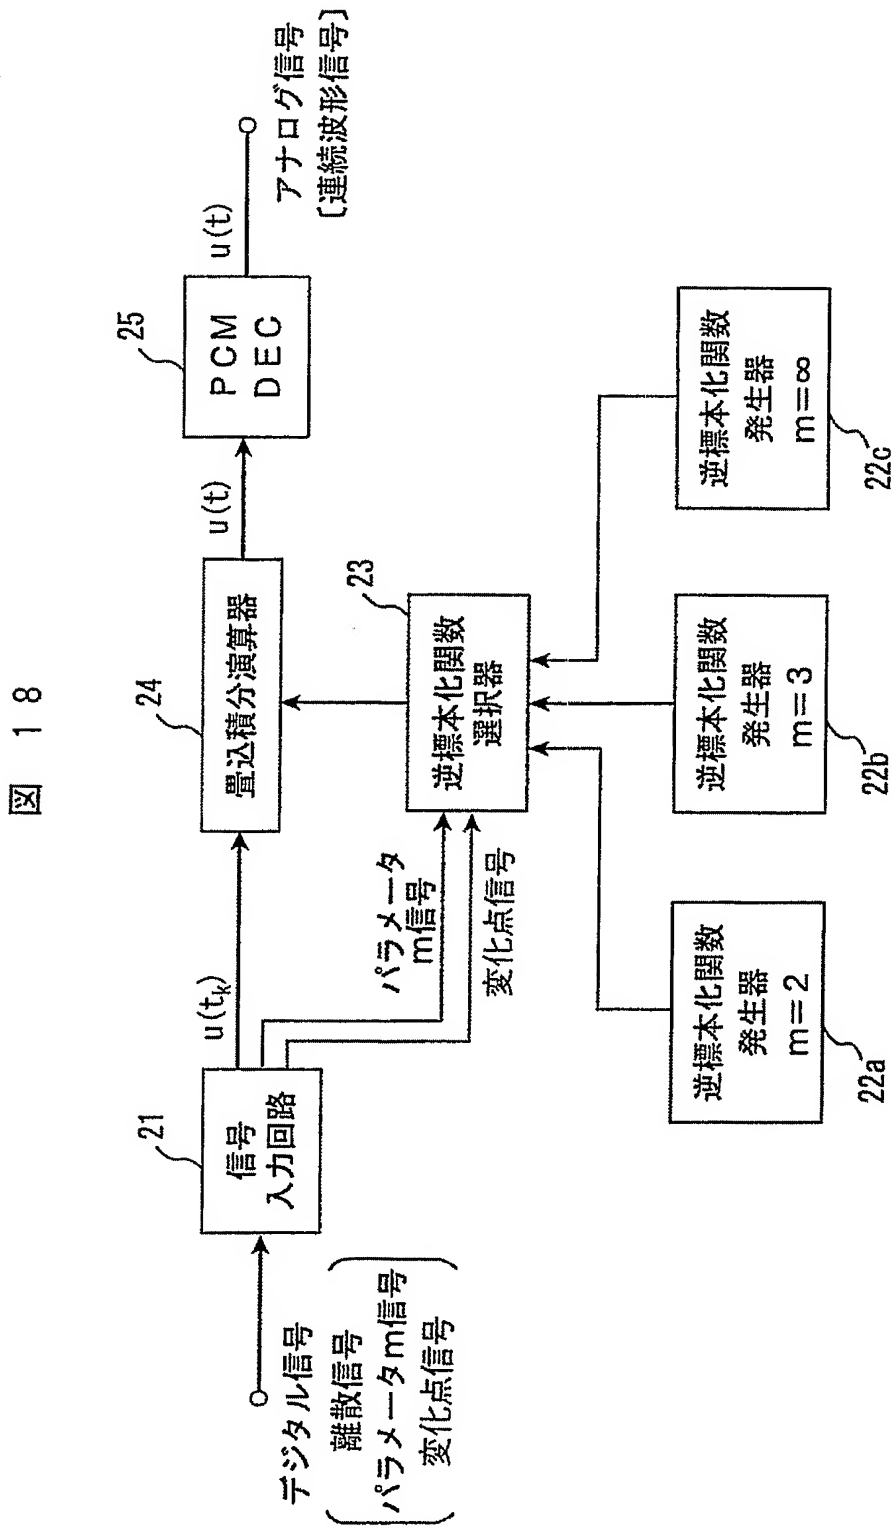 図 18
デジタル信号
離散信号
パラメータm信号
変化点信号
21
信号
入力回路
u(tk)
パラメータ
m信号
変化点信号
24
畳込積分演算器
u(t)
25
PCM
DEC
u(t)
アナログ信号
〔連続波形信号〕
23
逆標本化関数
選択器
逆標本化関数
発生器
m=2
22a
逆標本化関数
発生器
m=3
22b
逆標本化関数
発生器
m=∞
22c